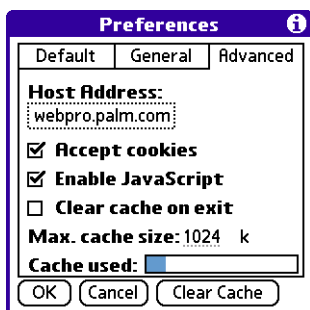 Preferences i
Default General Advanced
Host Address:
webpro.palm.com
Accept cookies
Enable JavaScript
Clear cache on exit
Max. cache size: 1024 k
Cache used:
OK Cancel Clear Cache